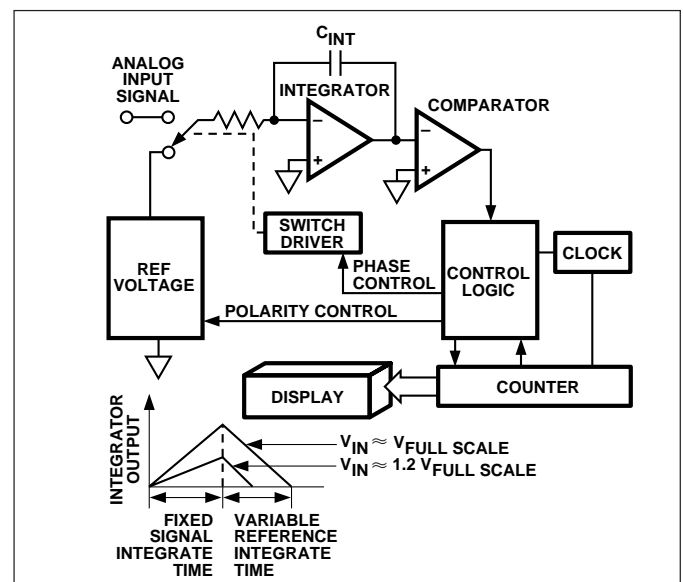 C_INT
ANALOG
INPUT
SIGNAL
INTEGRATOR
COMPARATOR
–
+
–
+
SWITCH
DRIVER
REF
VOLTAGE
PHASE
CONTROL
CONTROL
LOGIC
CLOCK
POLARITY CONTROL
DISPLAY
COUNTER
INTEGRATOR
OUTPUT
V_IN ≈ V_FULL SCALE
V_IN ≈ 1.2 V_FULL SCALE
FIXED
SIGNAL
INTEGRATE
TIME
VARIABLE
REFERENCE
INTEGRATE
TIME